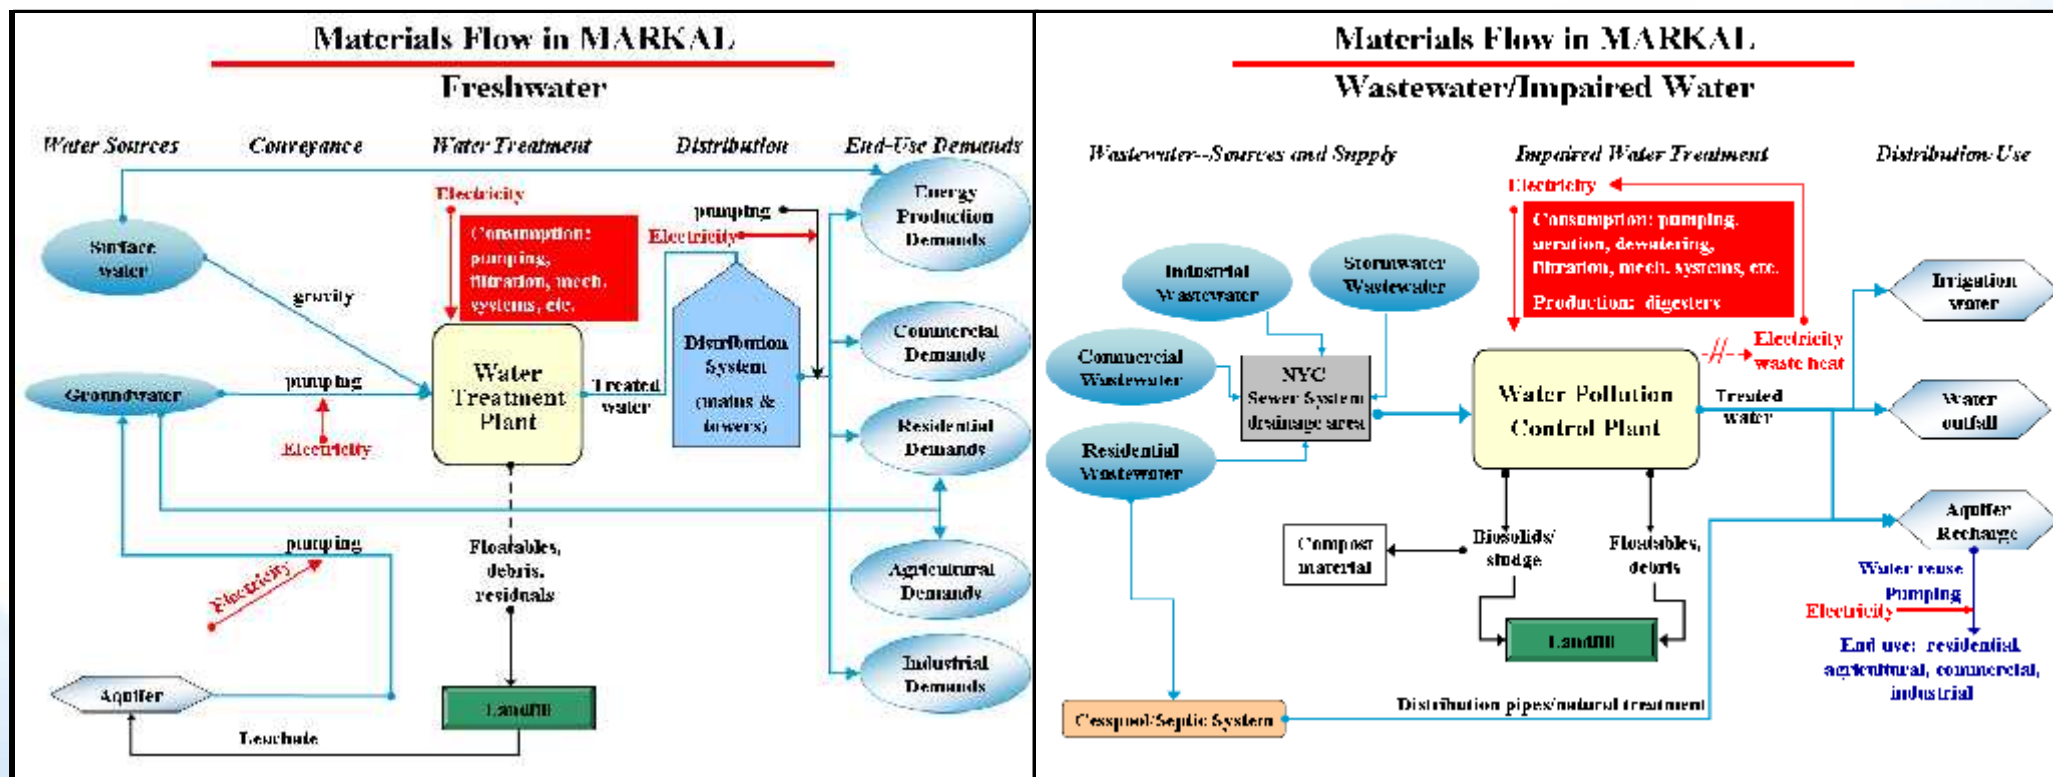 Materials Flow in MARKAL
Freshwater
Water Sources
Conveyance
Water Treatment
Distribution
End-Use Demands
Surface
water
gravity
Groundwater
pumping
Electricity
pumping
Electricity
Aquifer
Leachate
Electricity
Consumption:
pumping,
filtration, mech.
systems, etc.
Water
Treatment
Plant
Treated
water
Floatables,
debris,
residuals
Landfill
pumping
Electricity
Distribution
System
(mains &
towers)
Energy
Production
Demands
Commercial
Demands
Residential
Demands
Agricultural
Demands
Industrial
Demands
Materials Flow in MARKAL
Wastewater/Impaired Water
Wastewater--Sources and Supply
Impaired Water Treatment
Distribution-Use
Industrial
Wastewater
Stormwater
Wastewater
Commercial
Wastewater
Residential
Wastewater
NYC
Sewer System
drainage area
Electricity
Consumption: pumping,
aeration, dewatering,
filtration, mech. systems, etc.
Production: digesters
Electricity
waste heat
Water Pollution
Control Plant
Treated
water
Compost
material
Biosolids/
sludge
Floatables,
debris
Landfill
Cesspool/Septic System
Distribution pipes/natural treatment
Irrigation
water
Water
outfall
Aquifer
Recharge
Water reuse
Pumping
Electricity
End use: residential,
agricultural, commercial,
industrial